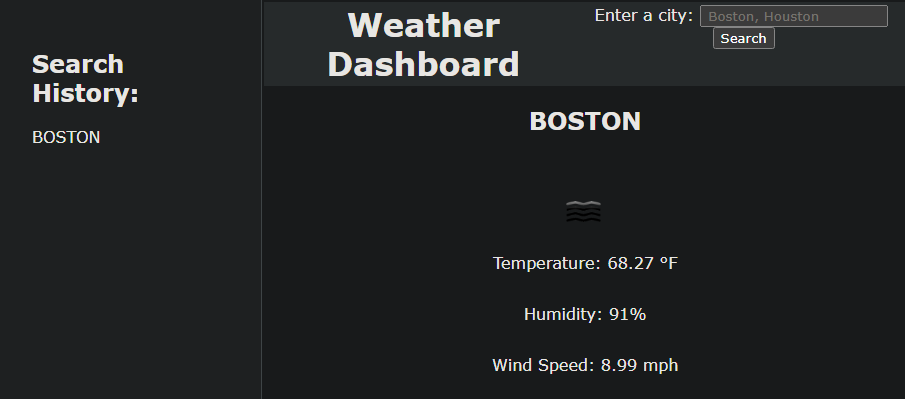 Search
History:
BOSTON
Weather
Dashboard
Enter a city: Boston, Houston
Search
BOSTON
Temperature: 68.27 °F
Humidity: 91%
Wind Speed: 8.99 mph